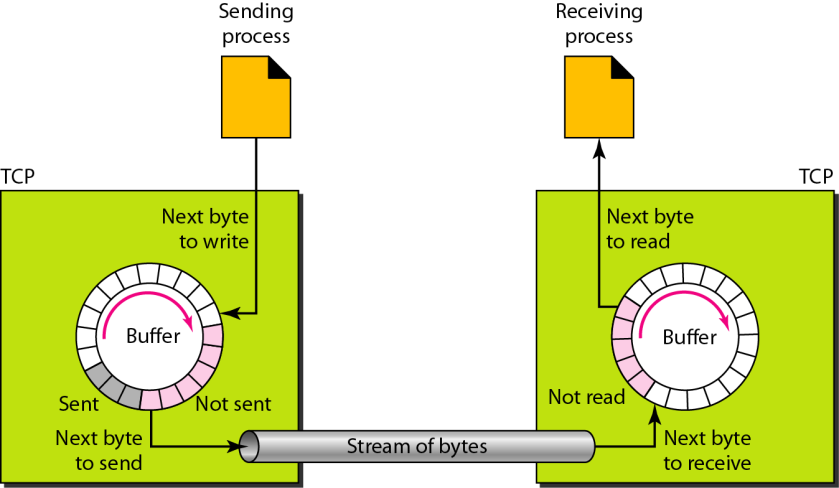 Sending
process
Receiving
process
TCP
TCP
Next byte
to write
Next byte
to read
Buffer
Buffer
Sent
Not sent
Not read
Next byte
to send
Stream of bytes
Next byte
to receive